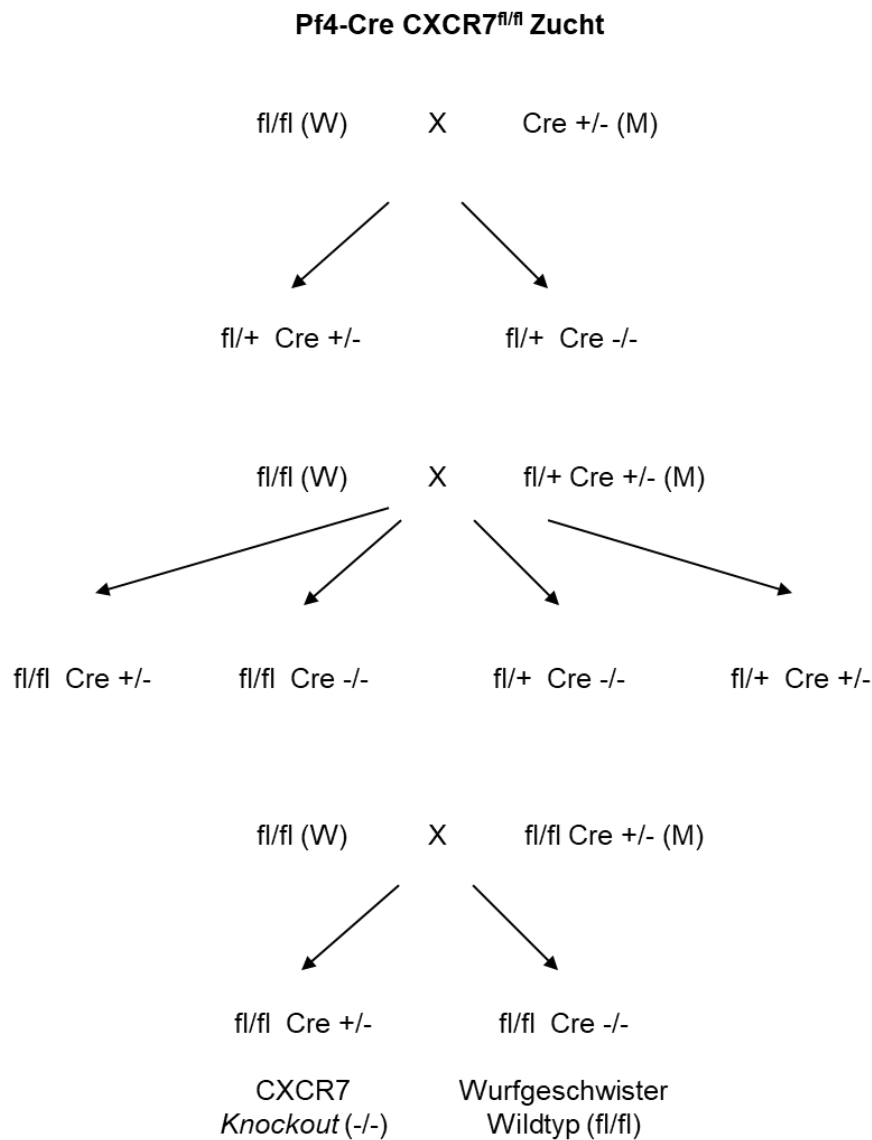 Pf4-Cre CXCR7fl/fl Zucht
fl/fl (W) X Cre +/- (M)
fl/+ Cre +/- fl/+ Cre -/-
fl/fl (W) X fl/+ Cre +/- (M)
fl/fl Cre +/- fl/fl Cre -/- fl/+ Cre -/- fl/+ Cre +/-
fl/fl (W) X fl/fl Cre +/- (M)
fl/fl Cre +/- fl/fl Cre -/-
CXCR7 Wurfgeschwister
Knockout (-/-) Wildtyp (fl/fl)